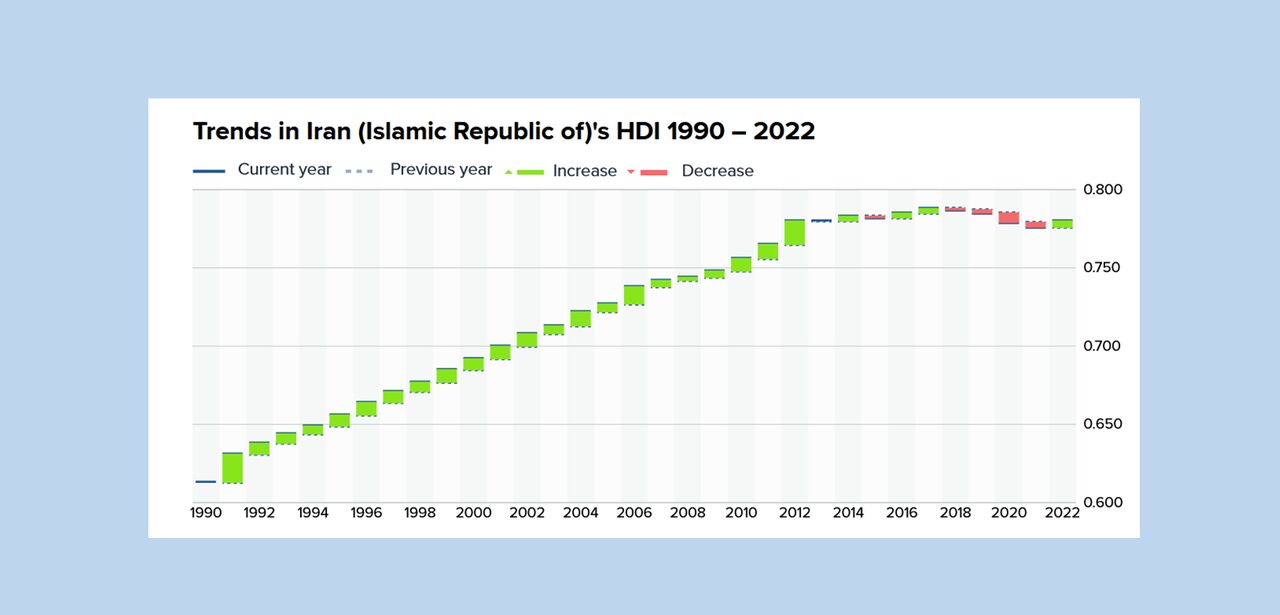 Trends in Iran (Islamic Republic of)'s HDI 1990 – 2022
Current year Previous year Increase Decrease
0.800
0.750
0.700
0.650
0.600
1990 1992 1994 1996 1998 2000 2002 2004 2006 2008 2010 2012 2014 2016 2018 2020 2022